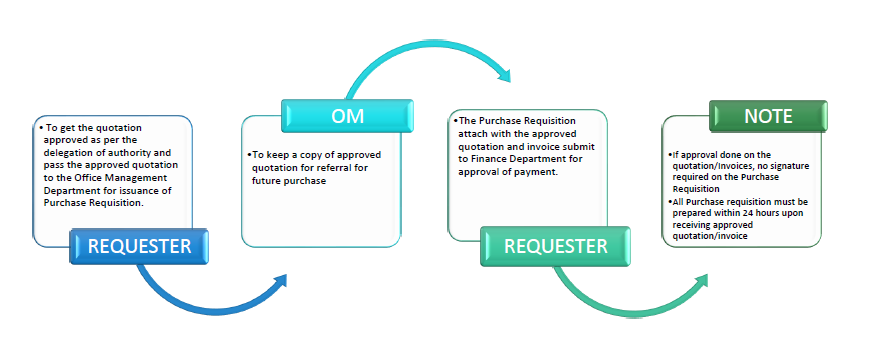 • To get the quotation
approved as per the
delegation of authority and
pass the approved quotation
to the Office Management
Department for issuance of
Purchase Requisition.
REQUESTER
OM
•To keep a copy of approved
quotation for referral for
future purchase
•The Purchase Requisition
attach with the approved
quotation and invoice submit
to Finance Department for
approval of payment.
REQUESTER
NOTE
•If approval done on the
quotation/Invoices, no signature
required on the Purchase
Requisition
•All Purchase requisition must be
prepared within 24 hours upon
receiving approved
quotation/invoice